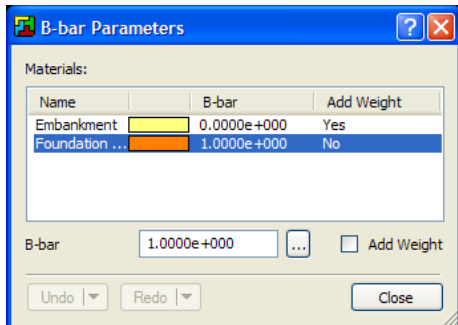 B-bar Parameters
Materials:
Name B-bar Add Weight
Embankment 0.0000e+000 Yes
Foundation ... 1.0000e+000 No
B-bar 1.0000e+000 ... Add Weight
Undo Redo Close